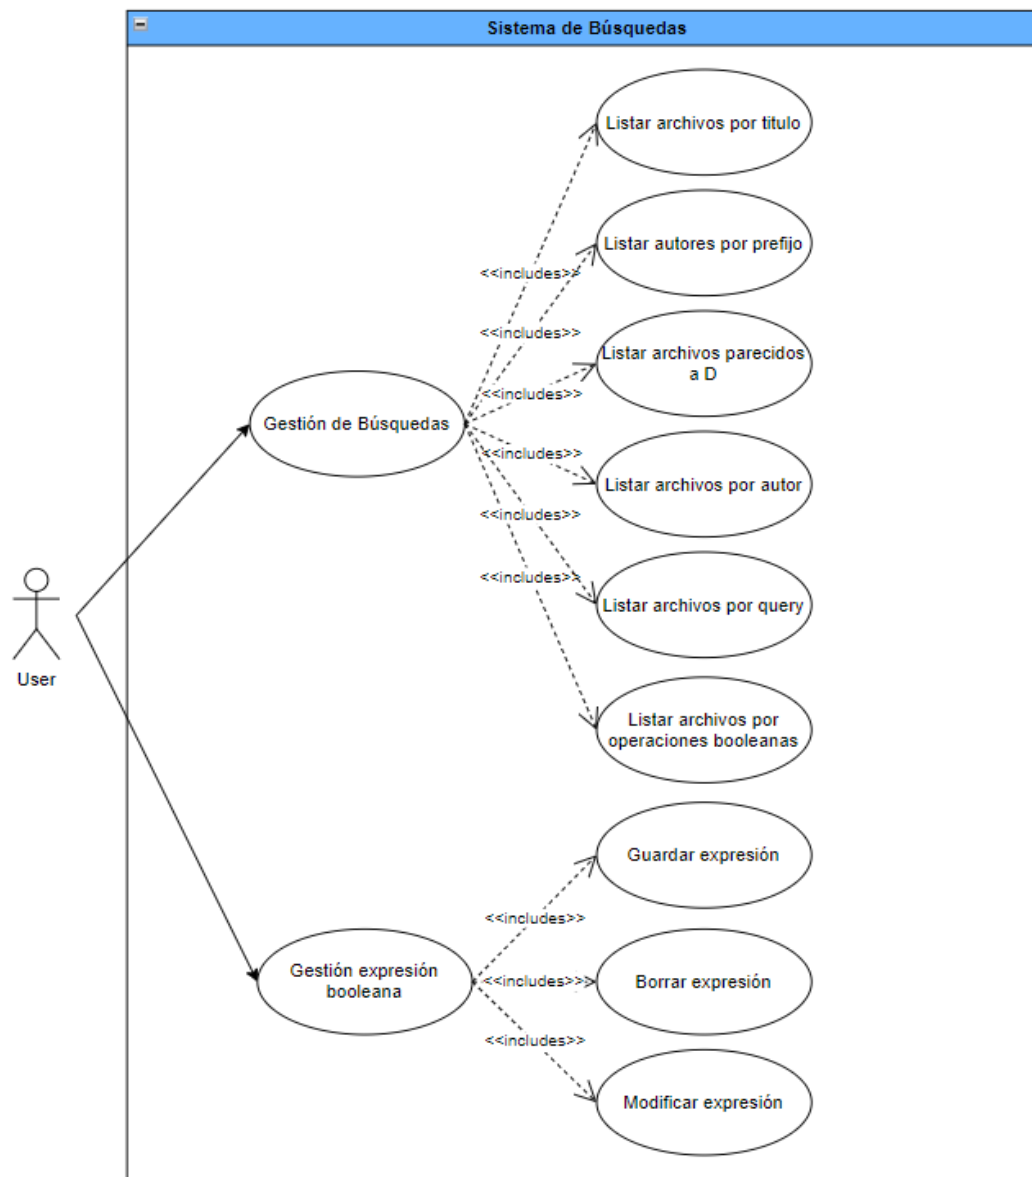 Sistema de Búsquedas
Listar archivos por titulo
Listar autores por prefijo
<<includes>>
<<includes>>
Listar archivos parecidos
a D
<<includes>>
Gestión de Búsquedas
<<includes>>
Listar archivos por autor
<<includes>>
<<includes>>
Listar archivos por query
User
Listar archivos por
operaciones booleanas
Guardar expresión
<<includes>>
Gestión expresión
booleana
<<includes>>
Borrar expresión
<<includes>>
Modificar expresión